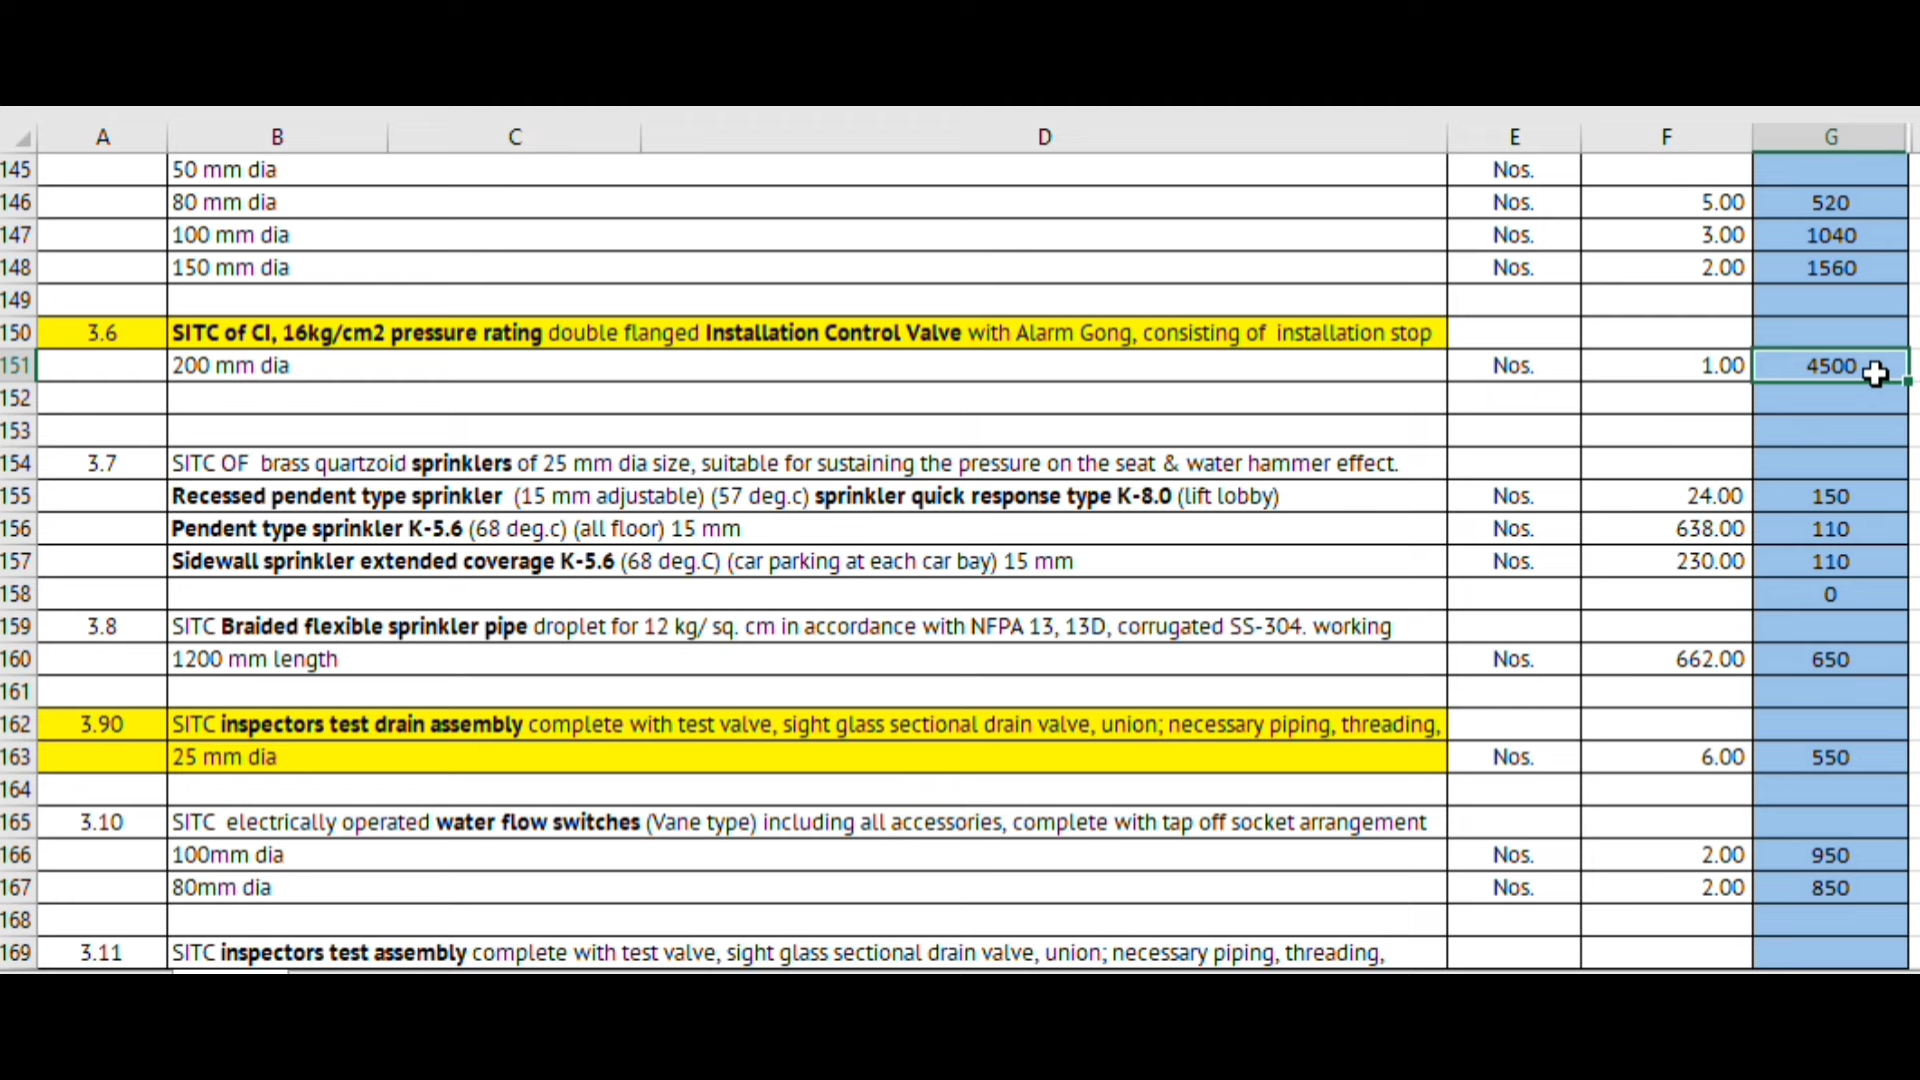 A B C D E F G
145 50 mm dia Nos.
146 80 mm dia Nos. 5.00 520
147 100 mm dia Nos. 3.00 1040
148 150 mm dia Nos. 2.00 1560
149
150 3.6 SITC of CI, 16kg/cm2 pressure rating double flanged Installation Control Valve with Alarm Gong, consisting of installation stop
151 200 mm dia Nos. 1.00 4500
152
153
154 3.7 SITC OF brass quartzoid sprinklers of 25 mm dia size, suitable for sustaining the pressure on the seat & water hammer effect.
155 Recessed pendent type sprinkler (15 mm adjustable) (57 deg.c) sprinkler quick response type K-8.0 (lift lobby) Nos. 24.00 150
156 Pendent type sprinkler K-5.6 (68 deg.c) (all floor) 15 mm Nos. 638.00 110
157 Sidewall sprinkler extended coverage K-5.6 (68 deg.C) (car parking at each car bay) 15 mm Nos. 230.00 110
158 0
159 3.8 SITC Braided flexible sprinkler pipe droplet for 12 kg/ sq. cm in accordance with NFPA 13, 13D, corrugated SS-304. working
160 1200 mm length Nos. 662.00 650
161
162 3.90 SITC inspectors test drain assembly complete with test valve, sight glass sectional drain valve, union; necessary piping, threading,
163 25 mm dia Nos. 6.00 550
164
165 3.10 SITC electrically operated water flow switches (Vane type) including all accessories, complete with tap off socket arrangement
166 100mm dia Nos. 2.00 950
167 80mm dia Nos. 2.00 850
168
169 3.11 SITC inspectors test assembly complete with test valve, sight glass sectional drain valve, union; necessary piping, threading,